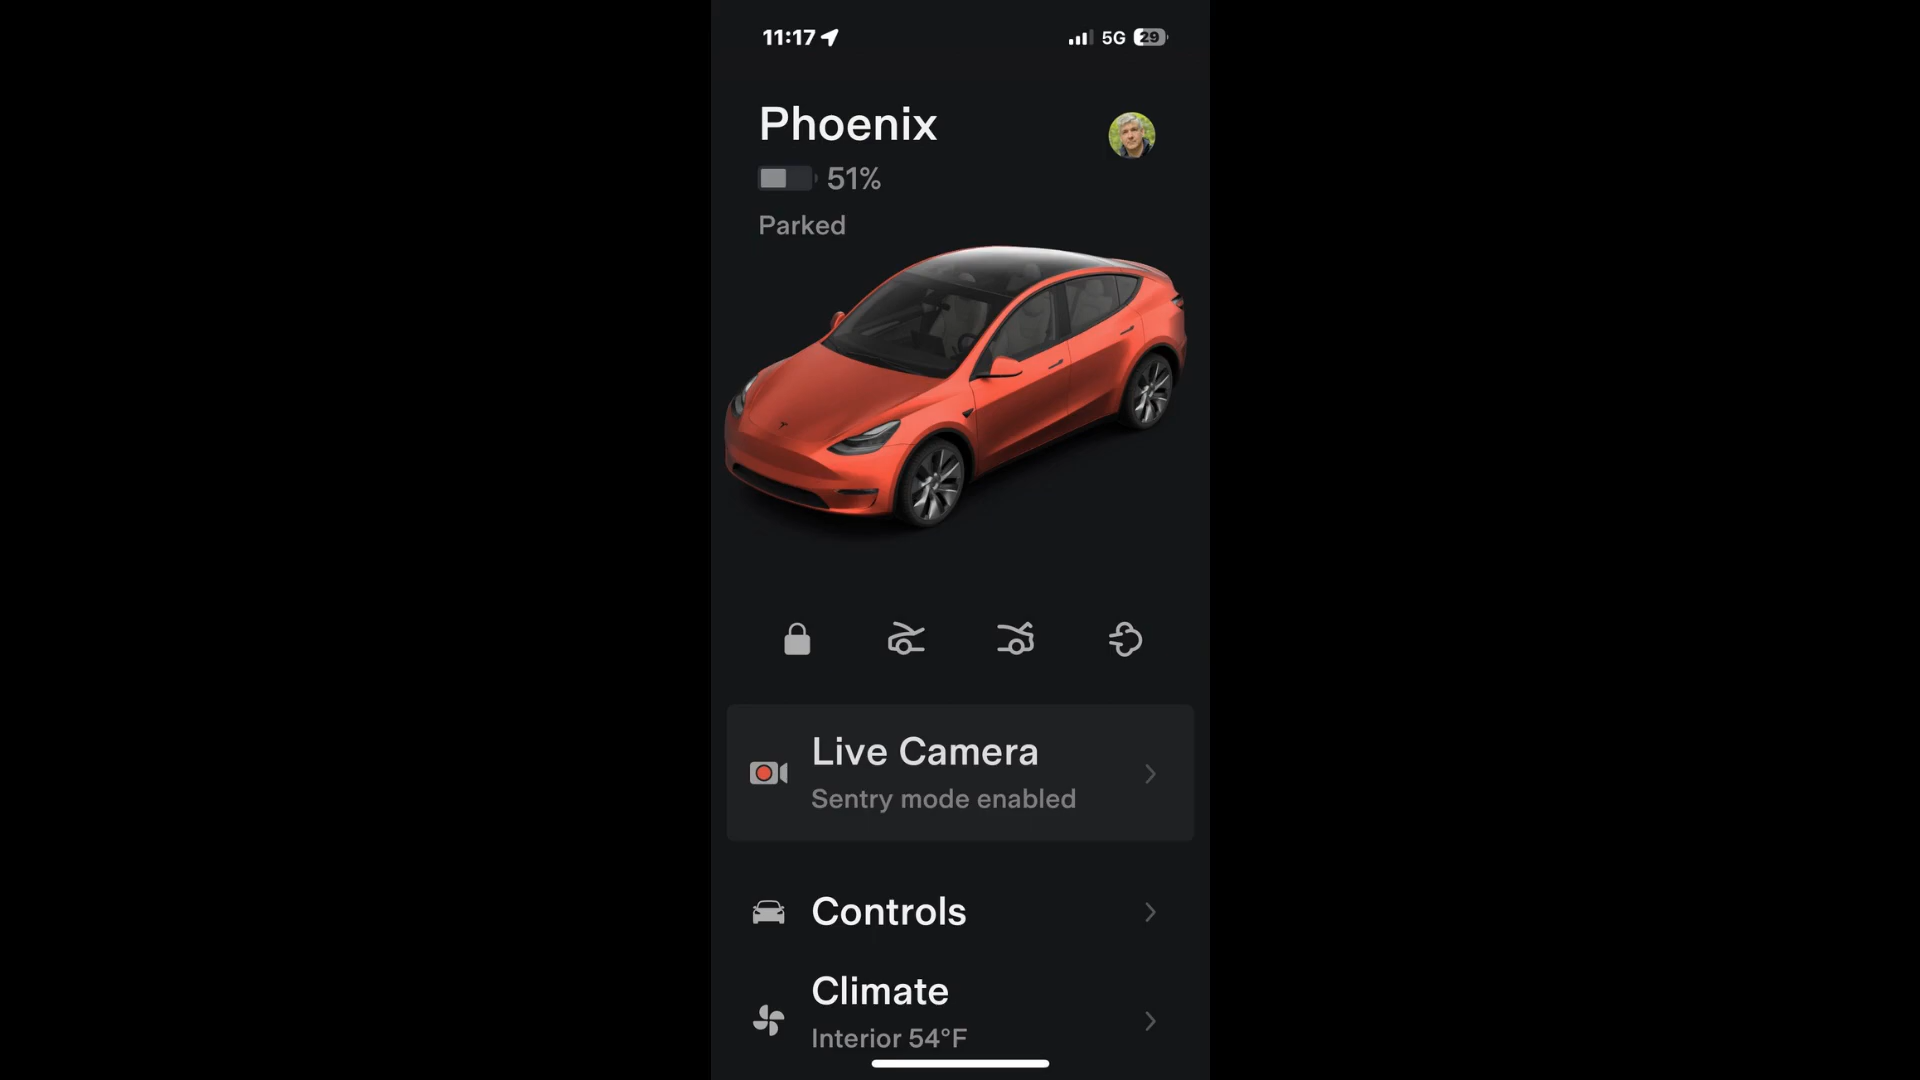 11:17
5G
29
Phoenix
51%
Parked
Live Camera
Sentry mode enabled
Controls
Climate
Interior 54°F